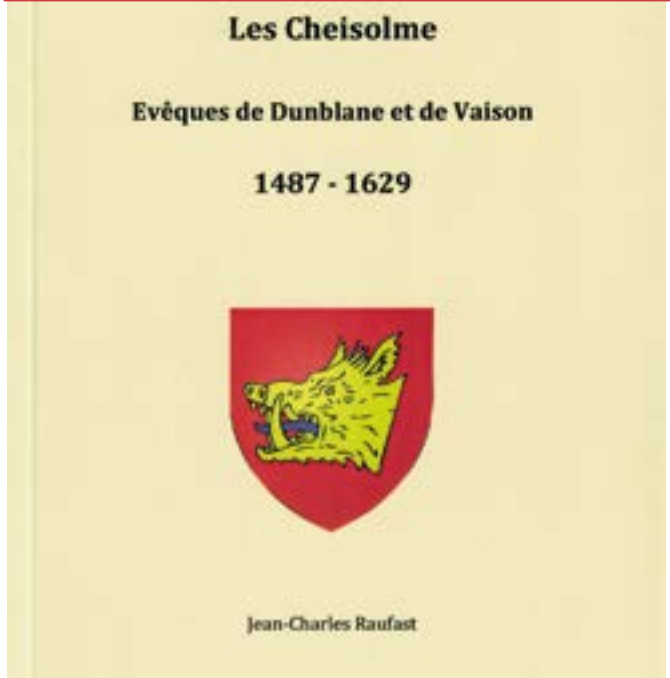 Les Cheisolme
Evêques de Dunblane et de Vaison
1487 - 1629
Jean-Charles Raufast